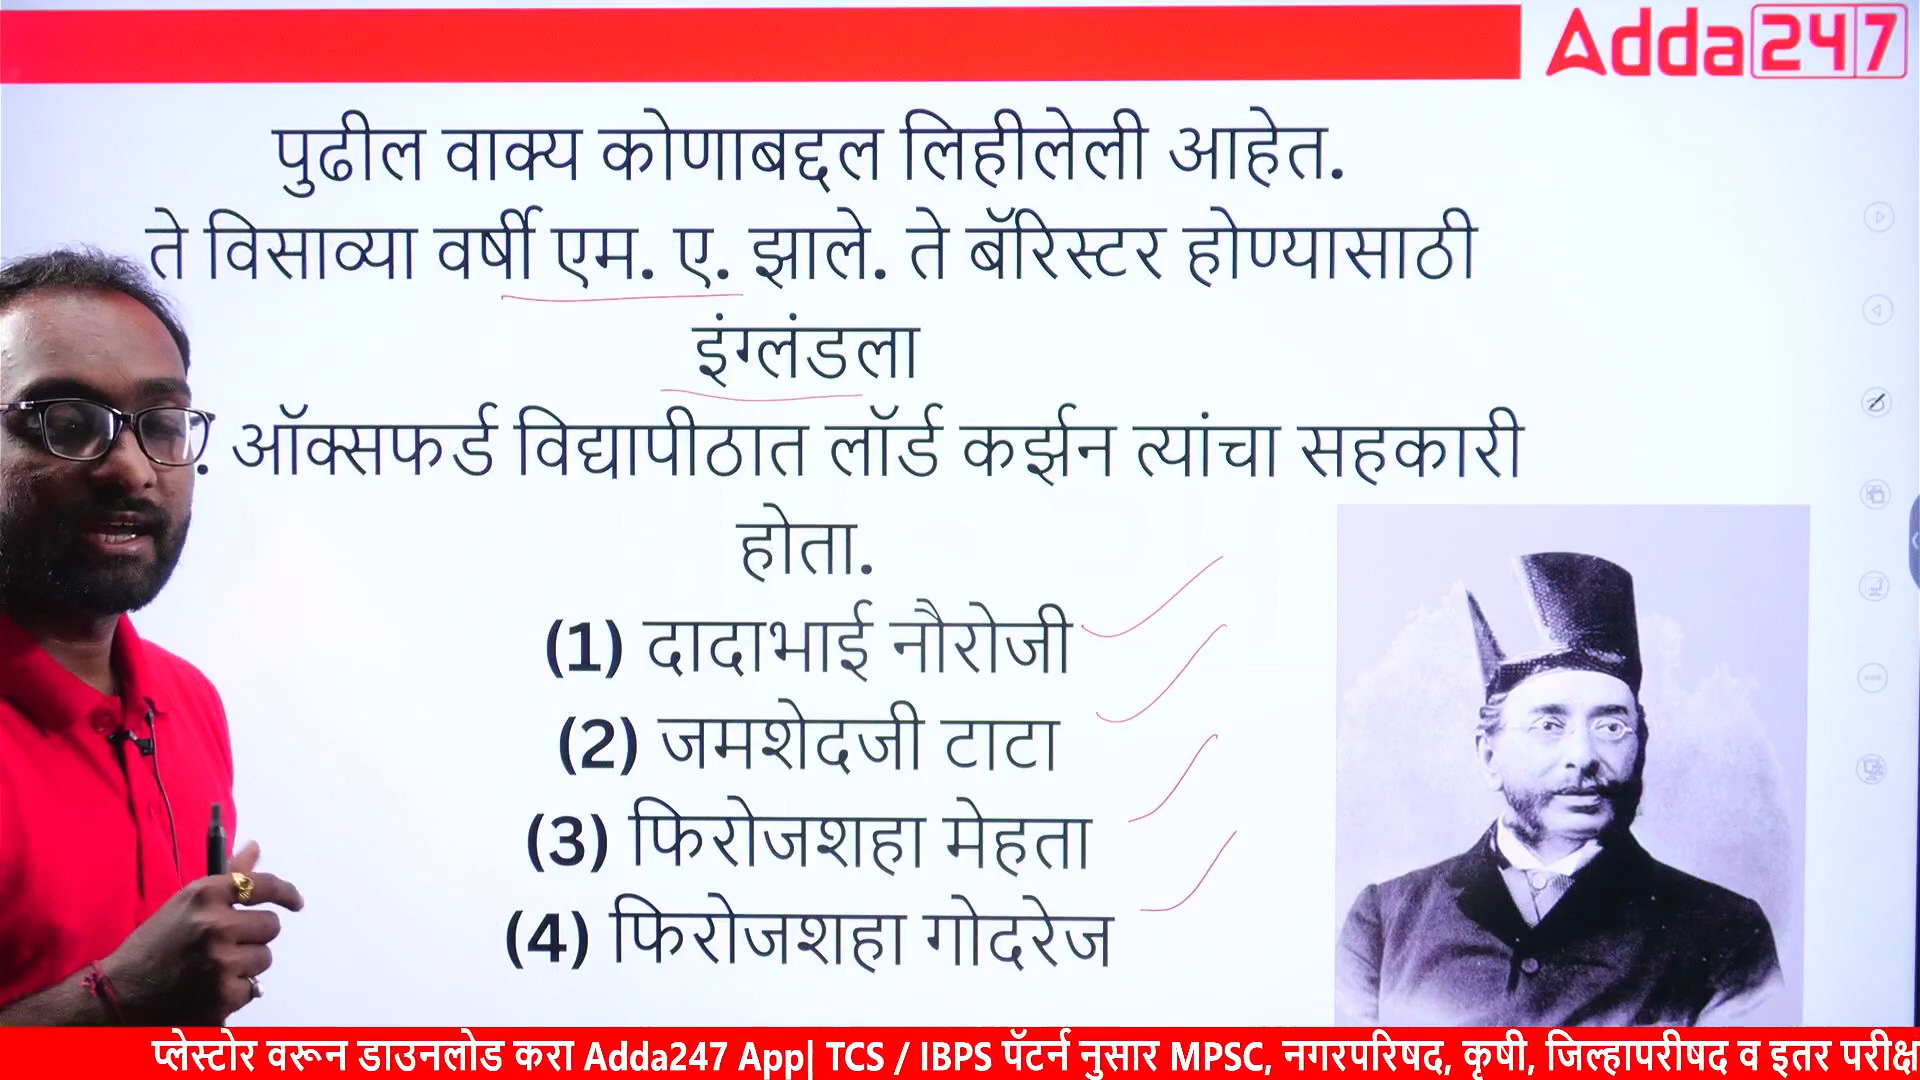 Adda247
पुढील वाक्य कोणाबद्दल लिहीलेली आहेत.
ते विसाव्या वर्षी एम. ए. झाले. ते बॅरिस्टर होण्यासाठी
इंग्लंडला
. ऑक्सफर्ड विद्यापीठात लॉर्ड कर्झन त्यांचा सहकारी
होता.
(1) दादाभाई नौरोजी
(2) जमशेदजी टाटा
(3) फिरोजशहा मेहता
(4) फिरोजशहा गोदरेज
प्लेस्टोर वरून डाउनलोड करा Adda247 App| TCS / IBPS पॅटर्न नुसार MPSC, नगरपरिषद, कृषी, जिल्हापरीषद व इतर परीक्ष